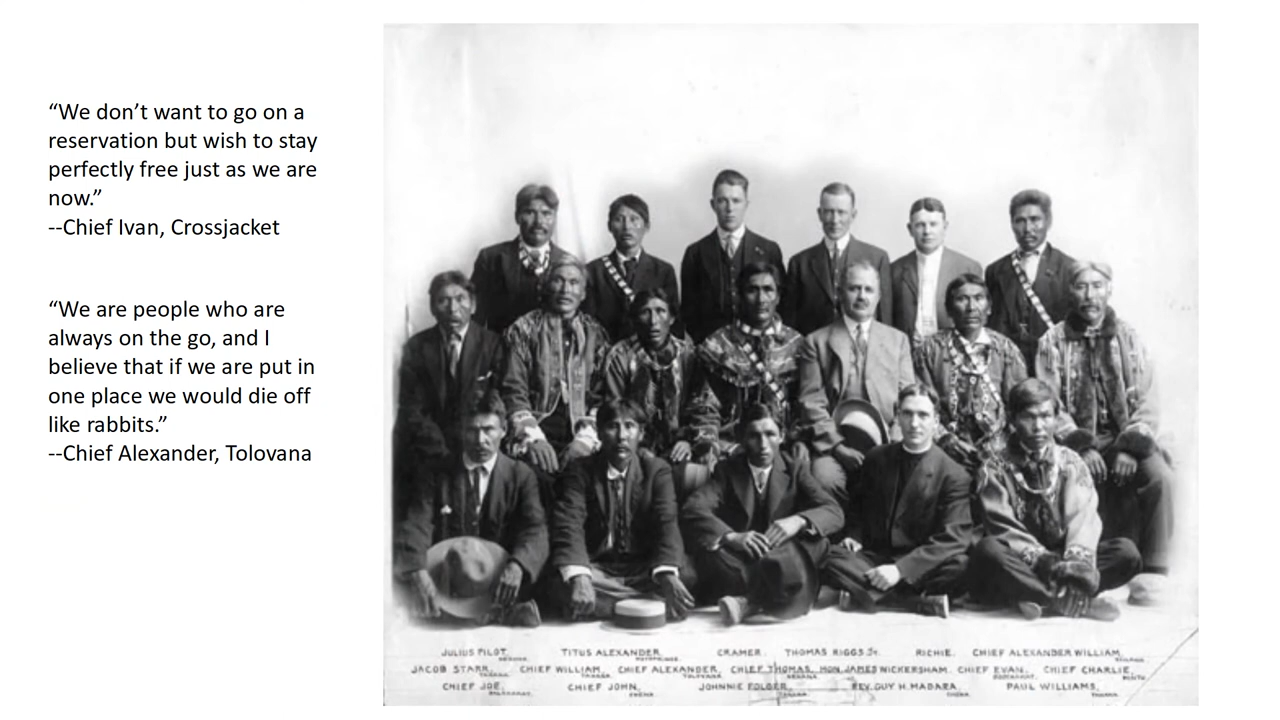 “We don’t want to go on a
reservation but wish to stay
perfectly free just as we are
now.”
--Chief Ivan, Crossjacket
“We are people who are
always on the go, and I
believe that if we are put in
one place we would die off
like rabbits.”
--Chief Alexander, Tolovana
JULIUS PILOT, TITUS ALEXANDER, CRAMER. THOMAS RIGGS Jr. RICHIE. CHIEF ALEXANDER WILLIAM,
JACOB STARR, CHIEF WILLIAM, CHIEF ALEXANDER, CHIEF THOMAS, HON. JAMES WICKERSHAM. CHIEF EVAN, CHIEF CHARLIE,
CHIEF JOE, CHIEF JOHN, JOHNNIE FOLGER, REV. GUY H. MADARA PAUL WILLIAMS,